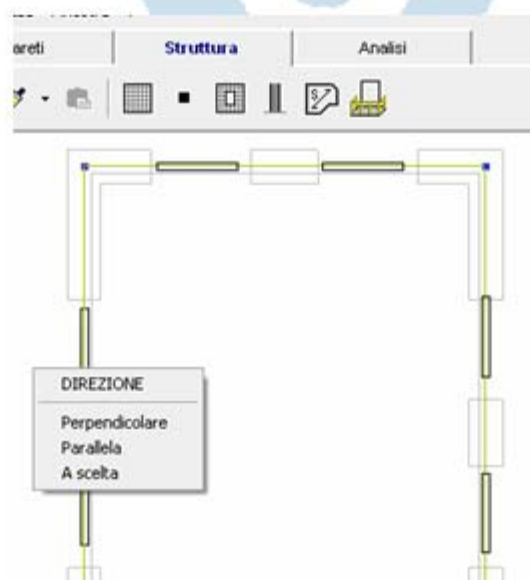 areti Struttura Analisi
DIREZIONE
Perpendicolare
Parallela
A scelta